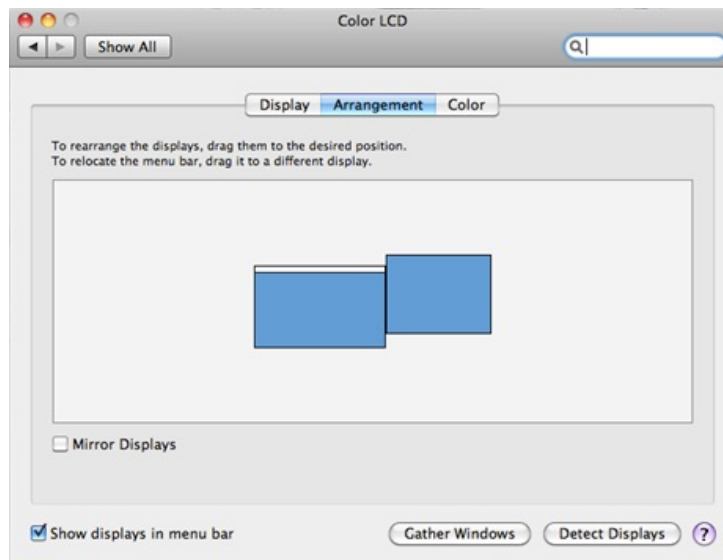 Color LCD
Show All
Display Arrangement Color
To rearrange the displays, drag them to the desired position.
To relocate the menu bar, drag it to a different display.
Mirror Displays
Show displays in menu bar
Gather Windows Detect Displays ?